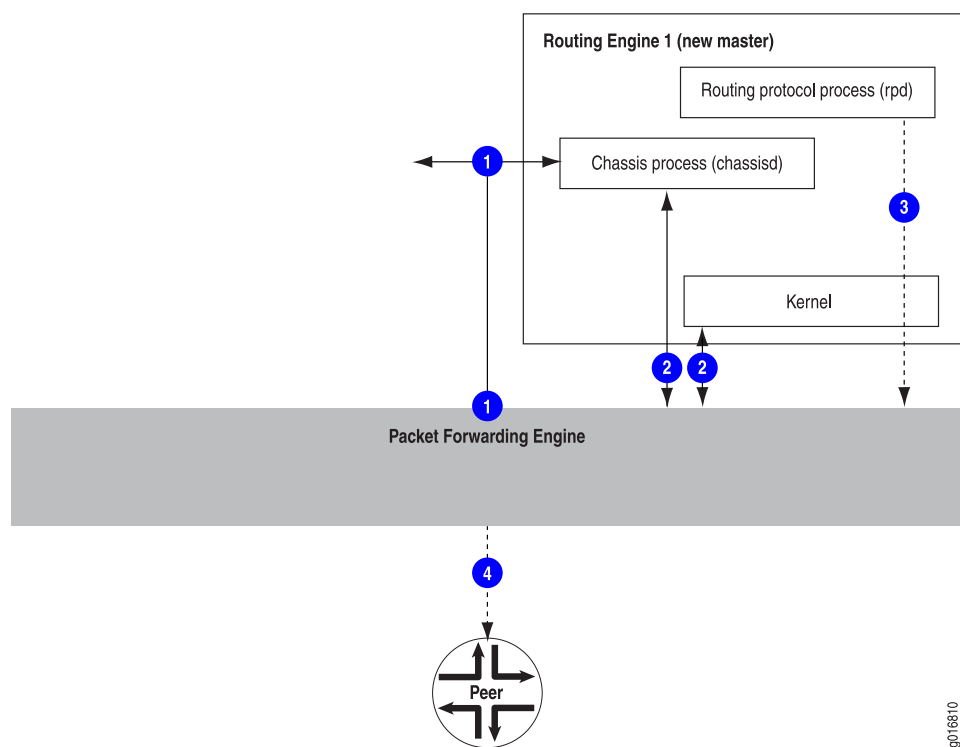 Routing Engine 1 (new master)
Routing protocol process (rpd)
1
Chassis process (chassisd)
3
Kernel
2
2
1
Packet Forwarding Engine
4
Peer
g016810